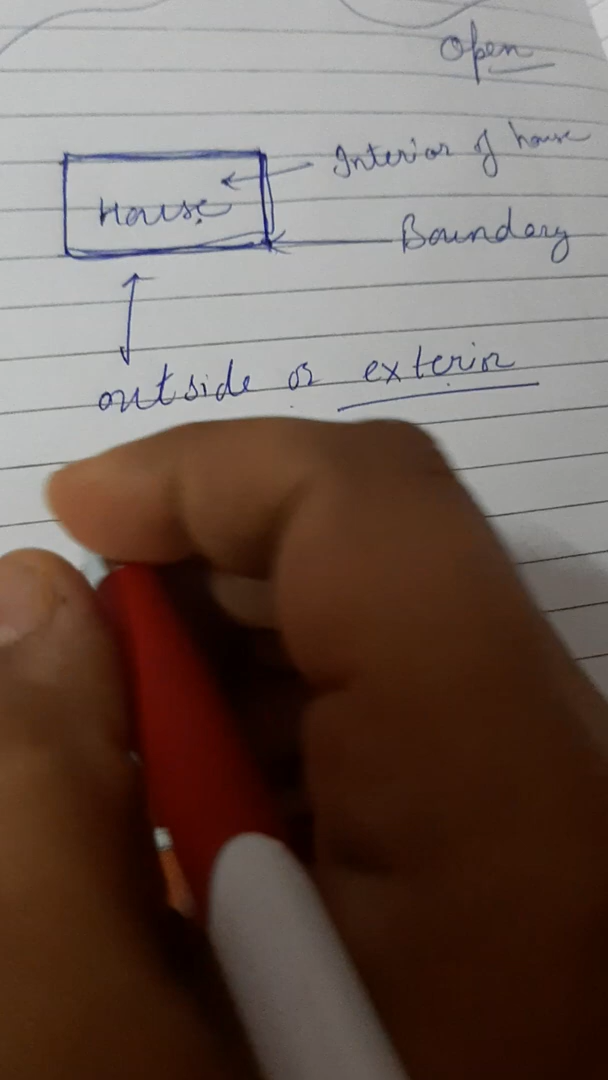 Open
Interior of house
House
Boundary
outside or exterior